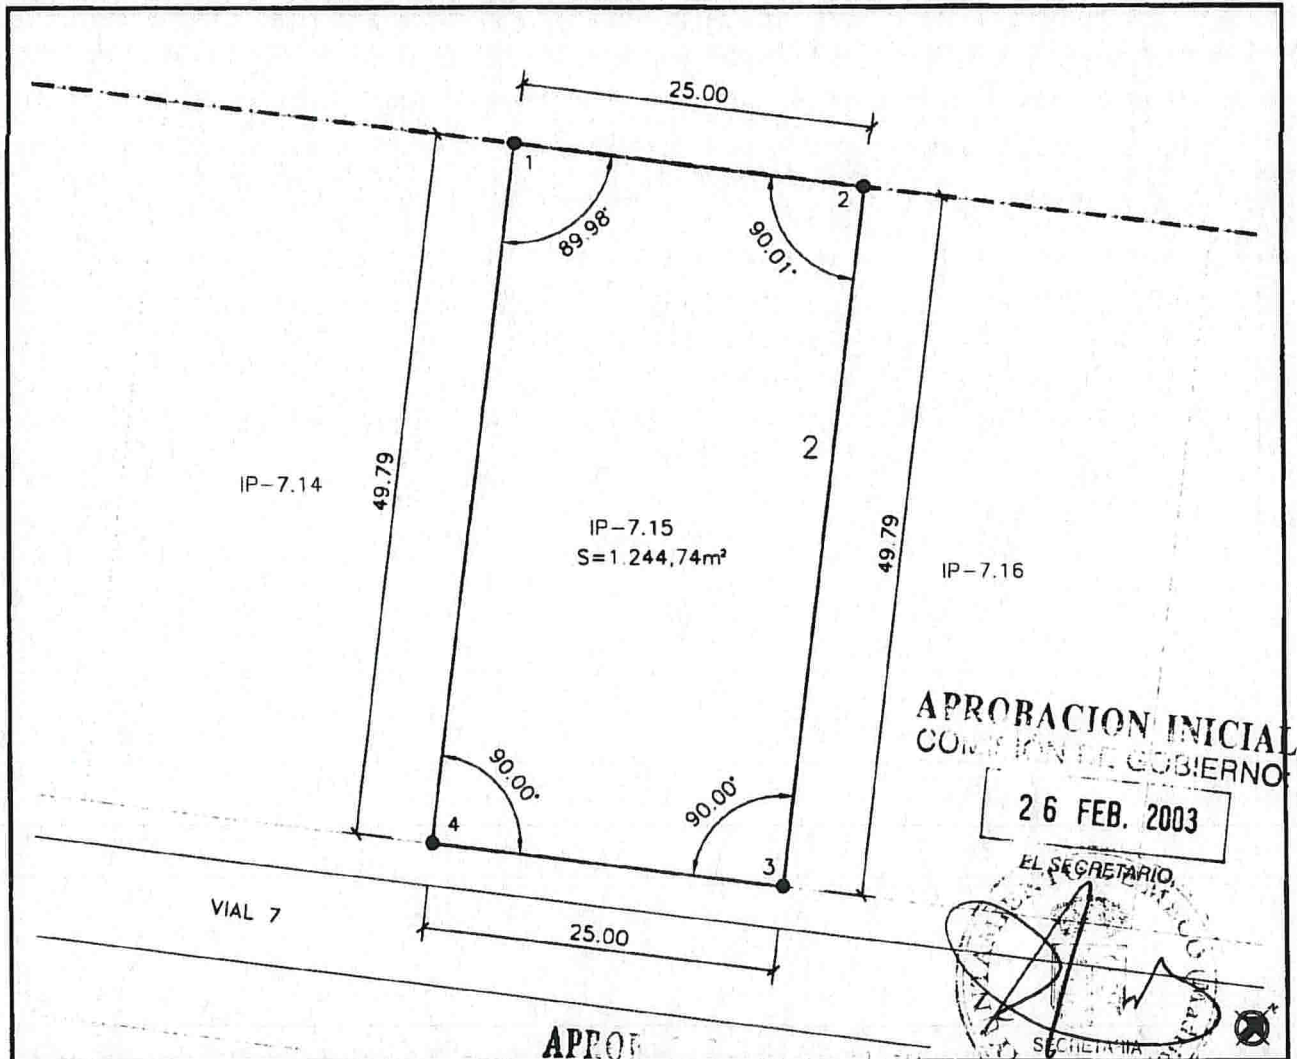 25.00
1
2
89.98°
90.01°
2
49.79
IP-7.14
IP-7.15
S=1.244,74m²
49.79
IP-7.16
APROBACION INICIAL
DE GOBIERNO
90.00°
90.00°
26 FEB. 2003
4
3
EL SECRETARIO,
VIAL 7
25.00
SECRETARIA